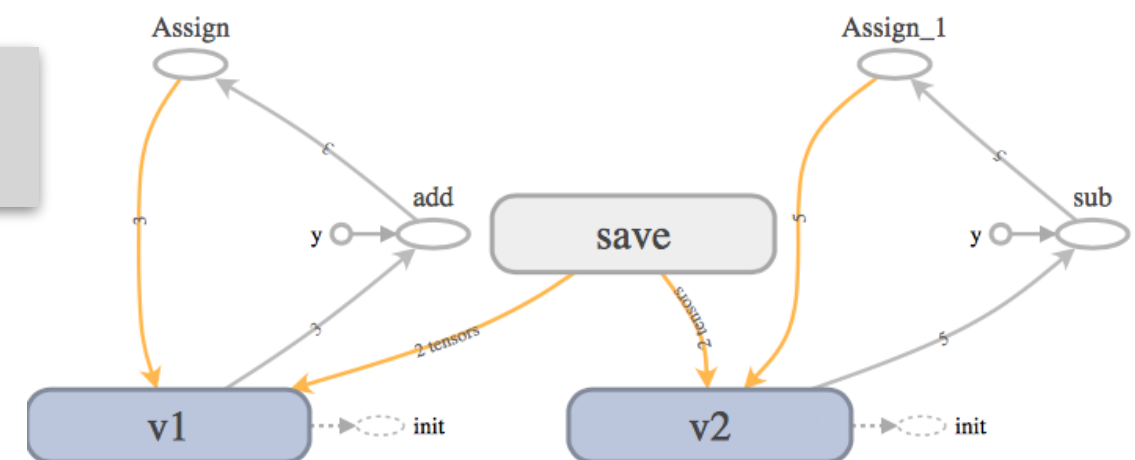 Assign
Assign_1
3
5
add
sub
y
y
save
3
5
3
5
2 tensors
2 tensors
v1
init
v2
init